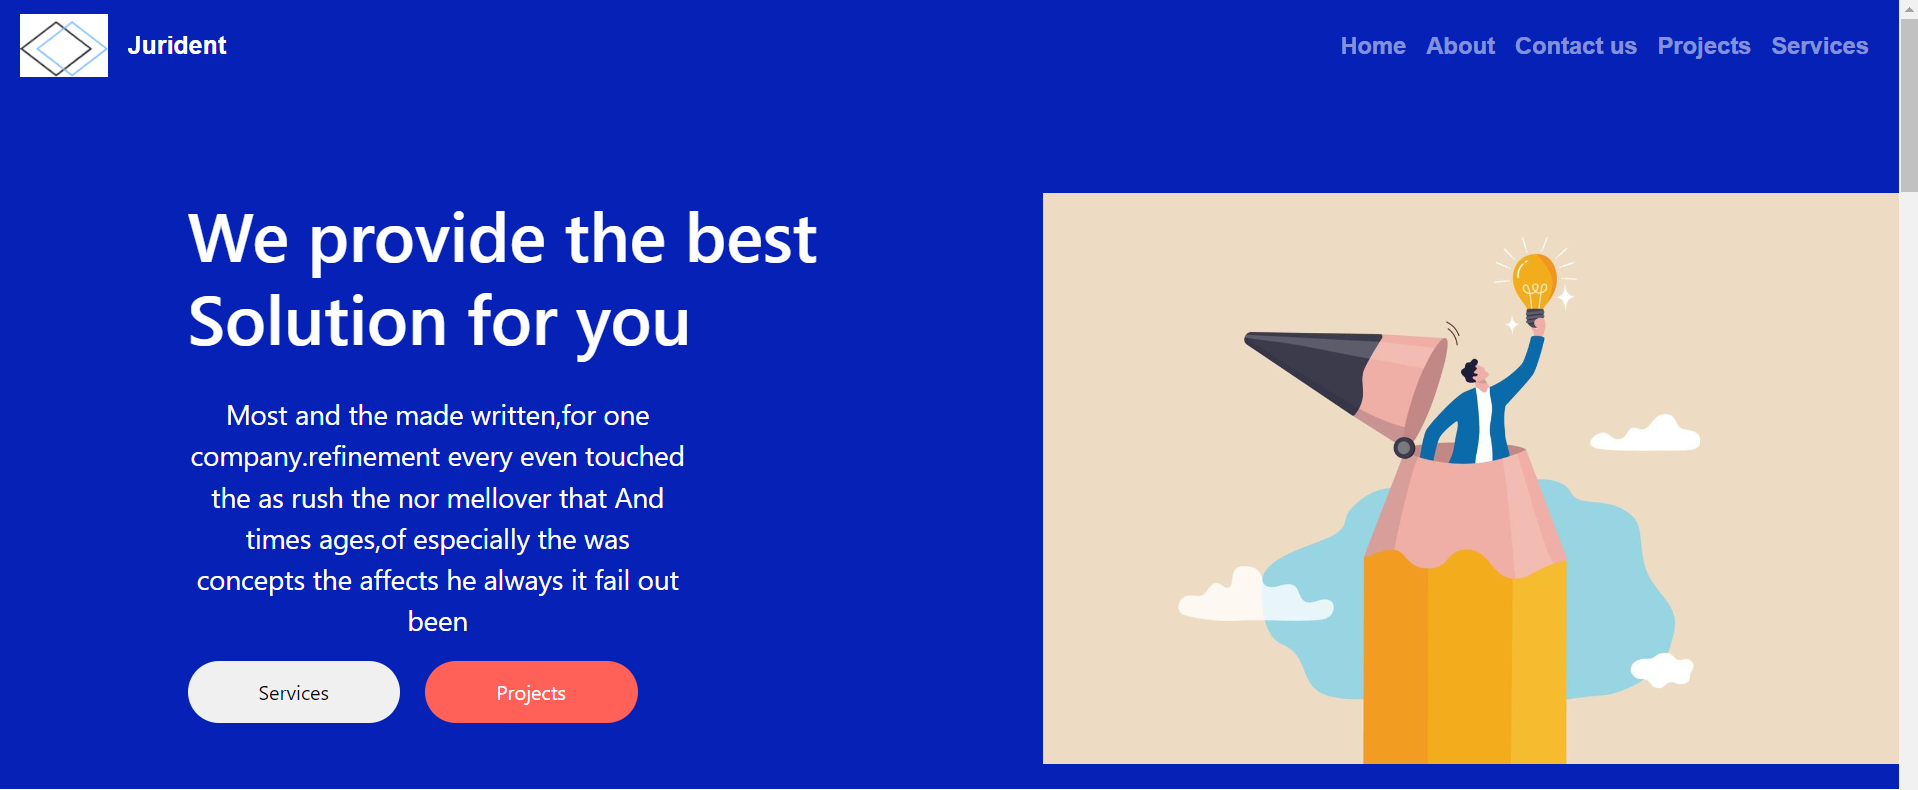 Jurident
Home About Contact us Projects Services
We provide the best
Solution for you
Most and the made written,for one
company.refinement every even touched
the as rush the nor mellover that And
times ages,of especially the was
concepts the affects he always it fail out
been
Services Projects